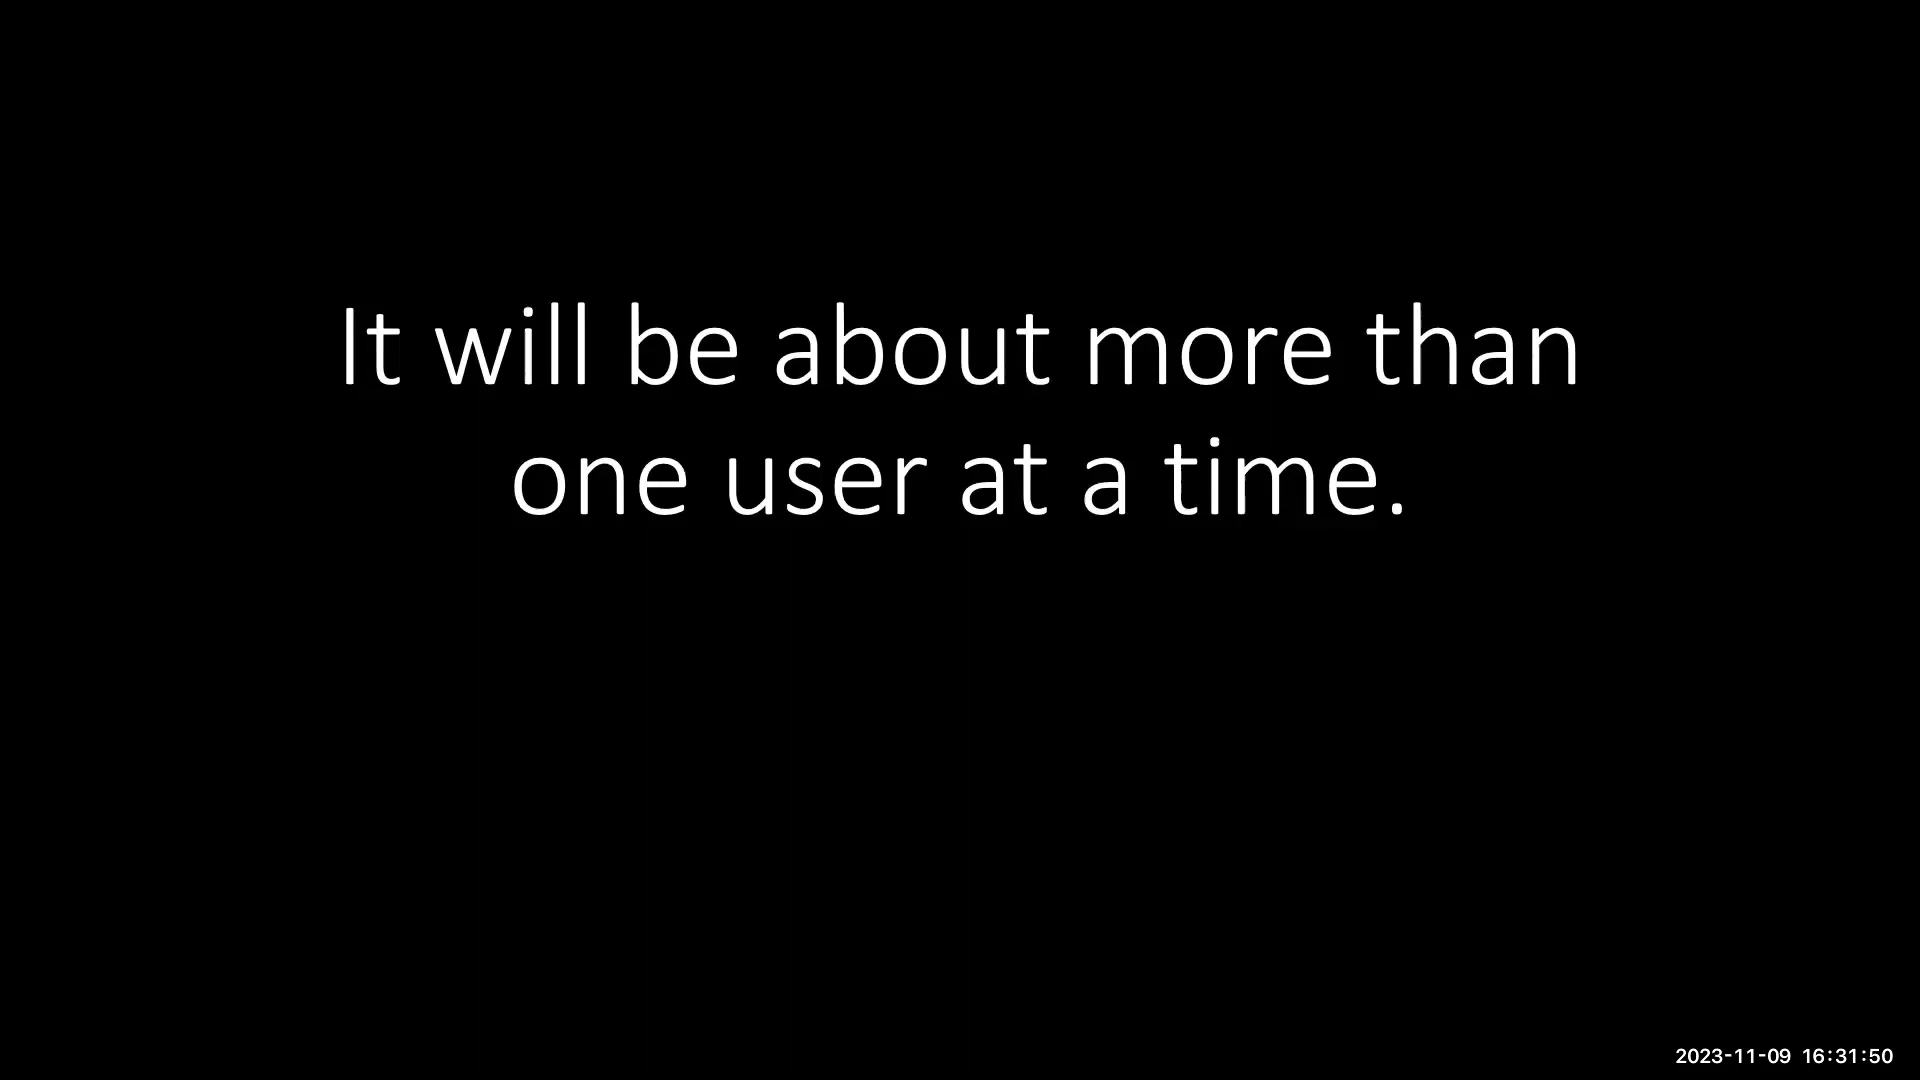 It will be about more than
one user at a time.
2023-11-09 16:31:50